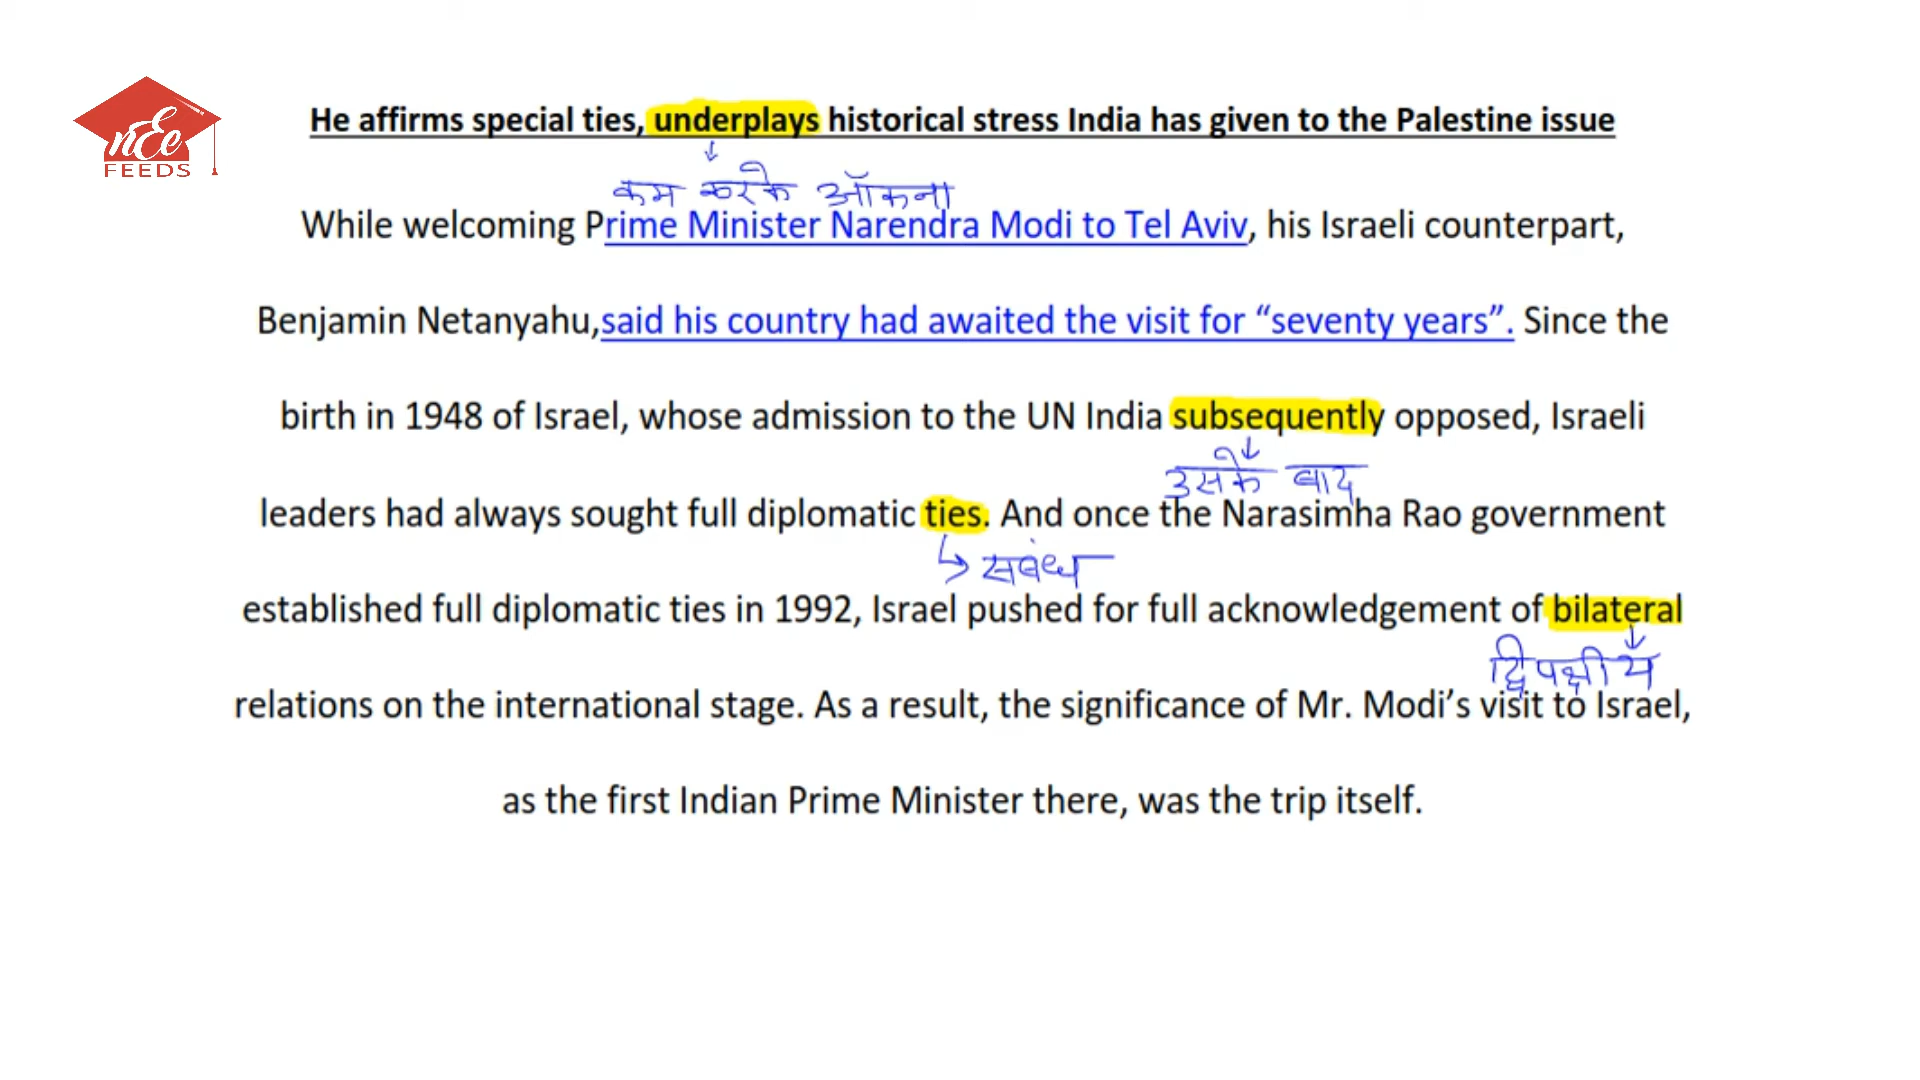 nEe
FEEDS
He affirms special ties, underplays historical stress India has given to the Palestine issue
कम करके आँकना
While welcoming Prime Minister Narendra Modi to Tel Aviv, his Israeli counterpart,
Benjamin Netanyahu,said his country had awaited the visit for “seventy years”. Since the
birth in 1948 of Israel, whose admission to the UN India subsequently opposed, Israeli
उसके बाद
leaders had always sought full diplomatic ties. And once the Narasimha Rao government
संबंध
established full diplomatic ties in 1992, Israel pushed for full acknowledgement of bilateral
द्विपक्षीय
relations on the international stage. As a result, the significance of Mr. Modi’s visit to Israel,
as the first Indian Prime Minister there, was the trip itself.